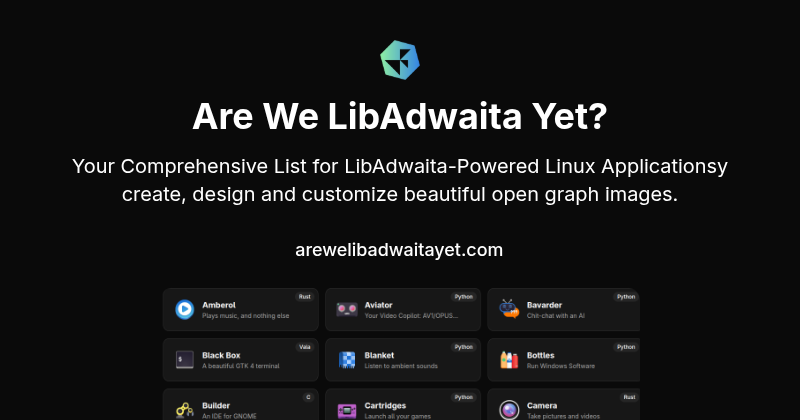 Are We LibAdwaita Yet?
Your Comprehensive List for LibAdwaita-Powered Linux Applicationsy
create, design and customize beautiful open graph images.
arewelibadwaitayet.com
Rust
Amberol
Plays music, and nothing else
Python
Aviator
Your Video Copilot: AV1/OPUS...
Python
Bavarder
Chit-chat with an AI
Vala
Black Box
A beautiful GTK 4 terminal
Python
Blanket
Listen to ambient sounds
Python
Bottles
Run Windows Software
C
Builder
An IDE for GNOME
Python
Cartridges
Launch all your games
Rust
Camera
Take pictures and videos